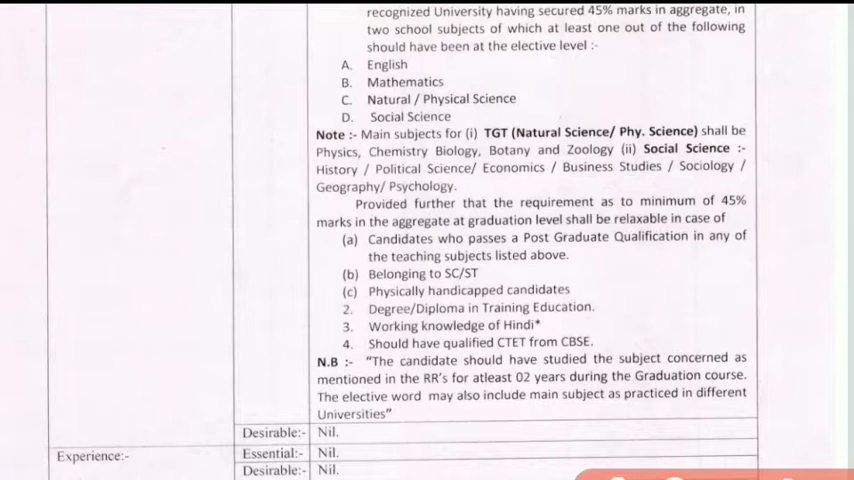 recognized University having secured 45% marks in aggregate, in
two school subjects of which at least one out of the following
should have been at the elective level :-
A. English
B. Mathematics
C. Natural / Physical Science
D. Social Science
Note :- Main subjects for (i) TGT (Natural Science/ Phy. Science) shall be
Physics, Chemistry Biology, Botany and Zoology (ii) Social Science :-
History / Political Science/ Economics / Business Studies / Sociology /
Geography/ Psychology.
Provided further that the requirement as to minimum of 45%
marks in the aggregate at graduation level shall be relaxable in case of
(a) Candidates who passes a Post Graduate Qualification in any of
the teaching subjects listed above.
(b) Belonging to SC/ST
(c) Physically handicapped candidates
2. Degree/Diploma in Training Education.
3. Working knowledge of Hindi*
4. Should have qualified CTET from CBSE.
N.B :- "The candidate should have studied the subject concerned as
mentioned in the RR's for atleast 02 years during the Graduation course.
The elective word may also include main subject as practiced in different
Universities"
Desirable:- Nil.
Experience:- Essential:- Nil.
Desirable:- Nil.